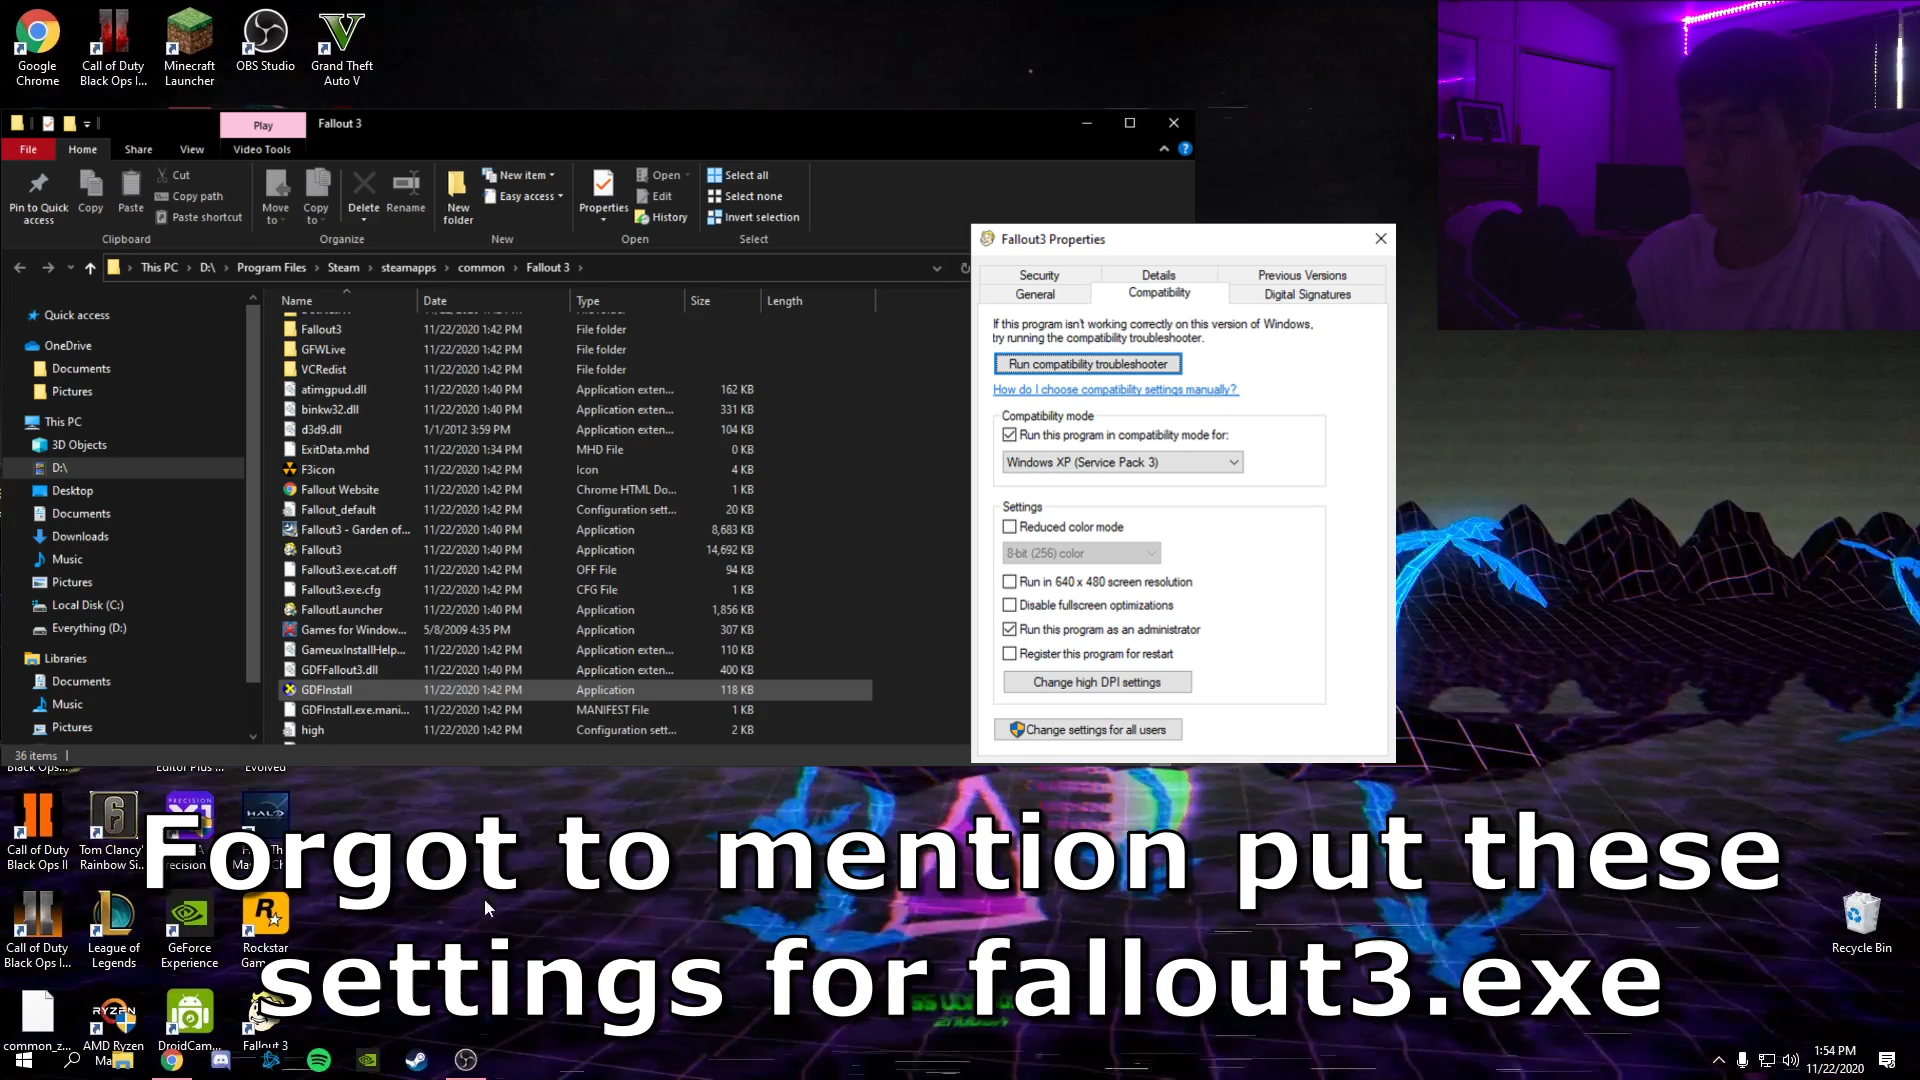 Google Chrome
Call of Duty Black Ops I...
Minecraft Launcher
OBS Studio
Grand Theft Auto V
Play
Fallout 3
File
Home
Share
View
Video Tools
Pin to Quick access
Copy
Paste
Cut
Copy path
Paste shortcut
Clipboard
Move to
Copy to
Delete
Rename
Organize
New folder
New item
Easy access
New
Properties
Open
Edit
History
Open
Select all
Select none
Invert selection
Select
This PC > D:\ > Program Files > Steam > steamapps > common > Fallout 3 >
Quick access
OneDrive
Documents
Pictures
This PC
3D Objects
D:\
Desktop
Documents
Downloads
Music
Pictures
Local Disk (C:)
Everything (D:)
Libraries
Documents
Music
Pictures
36 items
Name Date Type Size Length
Fallout3 11/22/2020 1:42 PM File folder
GFWLive 11/22/2020 1:42 PM File folder
VCRedist 11/22/2020 1:42 PM File folder
atimgpud.dll 11/22/2020 1:40 PM Application exten... 162 KB
binkw32.dll 11/22/2020 1:40 PM Application exten... 331 KB
d3d9.dll 1/1/2012 3:59 PM Application exten... 104 KB
ExitData.mhd 11/22/2020 1:34 PM MHD File 0 KB
F3icon 11/22/2020 1:42 PM Icon 4 KB
Fallout Website 11/22/2020 1:42 PM Chrome HTML Do... 1 KB
Fallout_default 11/22/2020 1:42 PM Configuration sett... 20 KB
Fallout3 - Garden of... 11/22/2020 1:40 PM Application 8,683 KB
Fallout3 11/22/2020 1:40 PM Application 14,692 KB
Fallout3.exe.cat.off 11/22/2020 1:42 PM OFF File 94 KB
Fallout3.exe.cfg 11/22/2020 1:42 PM CFG File 1 KB
FalloutLauncher 11/22/2020 1:40 PM Application 1,856 KB
Games for Window... 5/8/2009 4:35 PM Application 307 KB
GameuxInstallHelp... 11/22/2020 1:42 PM Application exten... 110 KB
GDFFallout3.dll 11/22/2020 1:40 PM Application exten... 400 KB
GDFInstall 11/22/2020 1:42 PM Application 118 KB
GDFInstall.exe.mani... 11/22/2020 1:42 PM MANIFEST File 1 KB
high 11/22/2020 1:42 PM Configuration sett... 2 KB
Fallout3 Properties
Security Details Previous Versions
General Compatibility Digital Signatures
If this program isn't working correctly on this version of Windows,
try running the compatibility troubleshooter.
Run compatibility troubleshooter
How do I choose compatibility settings manually?
Compatibility mode
Run this program in compatibility mode for:
Windows XP (Service Pack 3)
Settings
Reduced color mode
8-bit (256) color
Run in 640 x 480 screen resolution
Disable fullscreen optimizations
Run this program as an administrator
Register this program for restart
Change high DPI settings
Change settings for all users
Black Ops...
Editor Plus ...
Evolved
Call of Duty Black Ops II
Tom Clancy' Rainbow Si...
PRECISION
HALO
Forgot to mention put these
settings for fallout3.exe
Call of Duty Black Ops I...
League of Legends
GeForce Experience
Rockstar
Recycle Bin
common_z...
RYZEN
AMD Ryzen Ma...
DroidCam...
Fallout 3
1:54 PM
11/22/2020